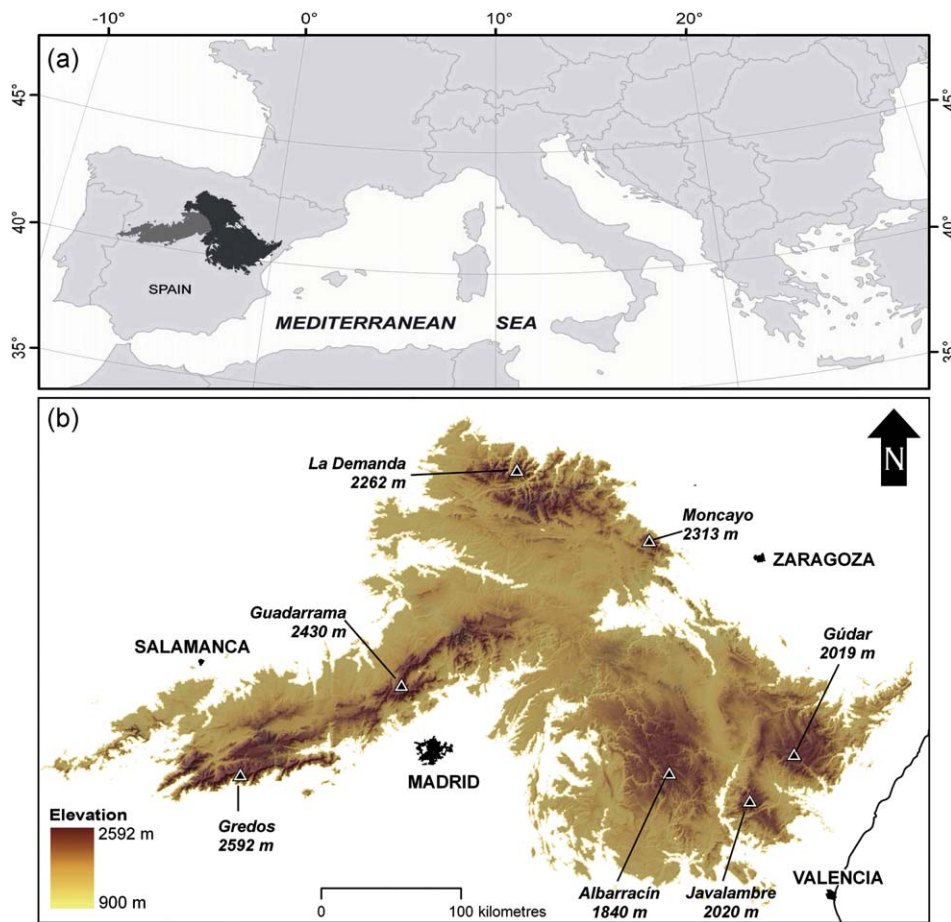 -10°
0°
10°
20°
(a)
45°
45°
40°
40°
35°
35°
SPAIN
MEDITERRANEAN SEA
(b)
N
La Demanda
2262 m
Moncayo
2313 m
ZARAGOZA
Guadarrama
2430 m
SALAMANCA
Gúdar
2019 m
MADRID
Elevation
2592 m
900 m
Gredos
2592 m
0
100 kilometres
Albarracín
1840 m
Javalambre
2020 m
VALENCIA